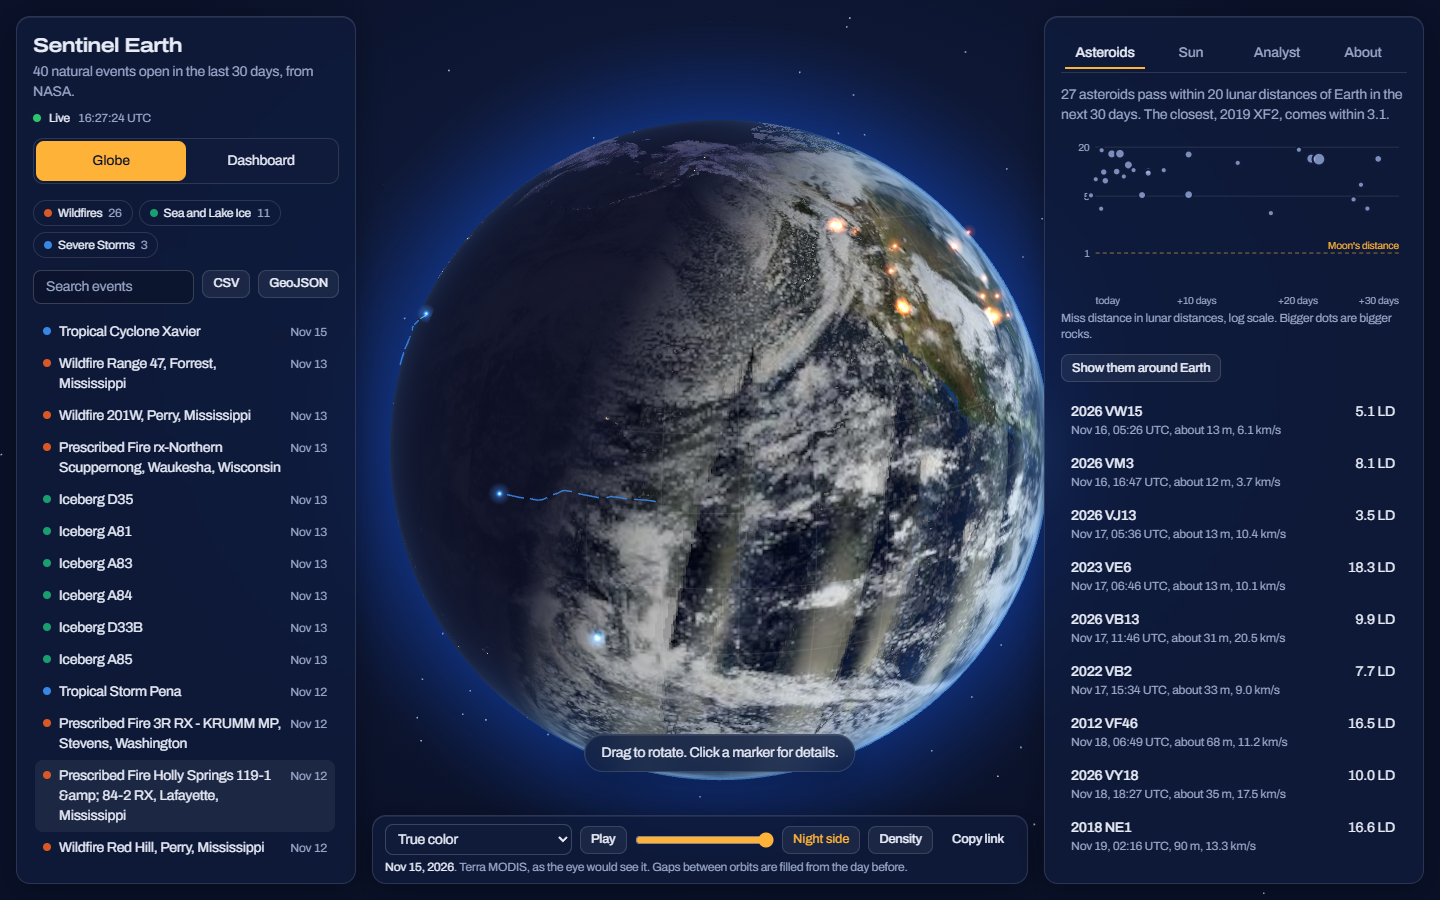 Sentinel Earth
40 natural events open in the last 30 days, from
NASA.
Live 16:27:24 UTC
Globe Dashboard
Wildfires 26 Sea and Lake Ice 11
Severe Storms 3
Search events CSV GeoJSON
Tropical Cyclone Xavier Nov 15
Wildfire Range 47, Forrest, Nov 13
Mississippi
Wildfire 201W, Perry, Mississippi Nov 13
Prescribed Fire rx-Northern Nov 13
Scuppernong, Waukesha, Wisconsin
Iceberg D35 Nov 13
Iceberg A81 Nov 13
Iceberg A83 Nov 13
Iceberg A84 Nov 13
Iceberg D33B Nov 13
Iceberg A85 Nov 13
Tropical Storm Pena Nov 12
Prescribed Fire 3R RX - KRUMM MP, Nov 12
Stevens, Washington
Prescribed Fire Holly Springs 119-1 Nov 12
&amp; 84-2 RX, Lafayette,
Mississippi
Wildfire Red Hill, Perry, Mississippi Nov 12
Drag to rotate. Click a marker for details.
True color Play Night side Density Copy link
Nov 15, 2026. Terra MODIS, as the eye would see it. Gaps between orbits are filled from the day before.
Asteroids Sun Analyst About
27 asteroids pass within 20 lunar distances of Earth in the
next 30 days. The closest, 2019 XF2, comes within 3.1.
20
5
Moon's distance
1
today +10 days +20 days +30 days
Miss distance in lunar distances, log scale. Bigger dots are bigger
rocks.
Show them around Earth
2026 VW15 5.1 LD
Nov 16, 05:26 UTC, about 13 m, 6.1 km/s
2026 VM3 8.1 LD
Nov 16, 16:47 UTC, about 12 m, 3.7 km/s
2026 VJ13 3.5 LD
Nov 17, 05:36 UTC, about 13 m, 10.4 km/s
2023 VE6 18.3 LD
Nov 17, 06:46 UTC, about 13 m, 10.1 km/s
2026 VB13 9.9 LD
Nov 17, 11:46 UTC, about 31 m, 20.5 km/s
2022 VB2 7.7 LD
Nov 17, 15:34 UTC, about 33 m, 9.0 km/s
2012 VF46 16.5 LD
Nov 18, 06:49 UTC, about 68 m, 11.2 km/s
2026 VY18 10.0 LD
Nov 18, 18:27 UTC, about 35 m, 17.5 km/s
2018 NE1 16.6 LD
Nov 19, 02:16 UTC, 90 m, 13.3 km/s